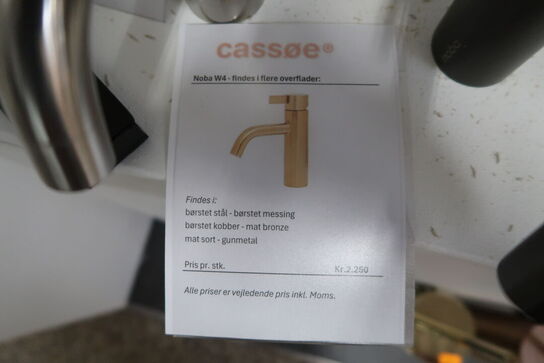 cassøe®
Noba W4 - findes i flere overflader:
Findes i:
børstet stål - børstet messing
børstet kobber - mat bronze
mat sort - gunmetal
Pris pr. stk. Kr.2.250
Alle priser er vejledende pris inkl. Moms.